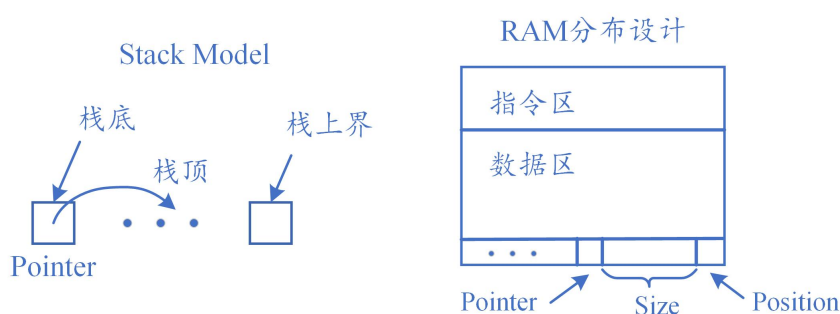 Stack Model
栈底
栈上界
栈顶
Pointer
RAM分布设计
指令区
数据区
Pointer
Size
Position